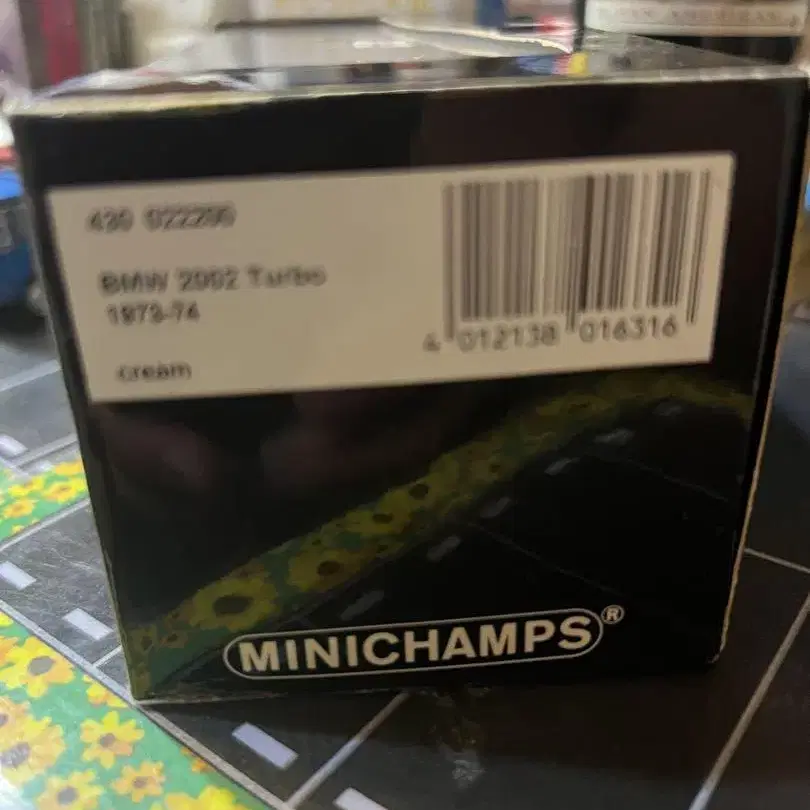 430 022200
BMW 2002 Turbo
1973-74
cream
4 012138 016316
MINICHAMPS®